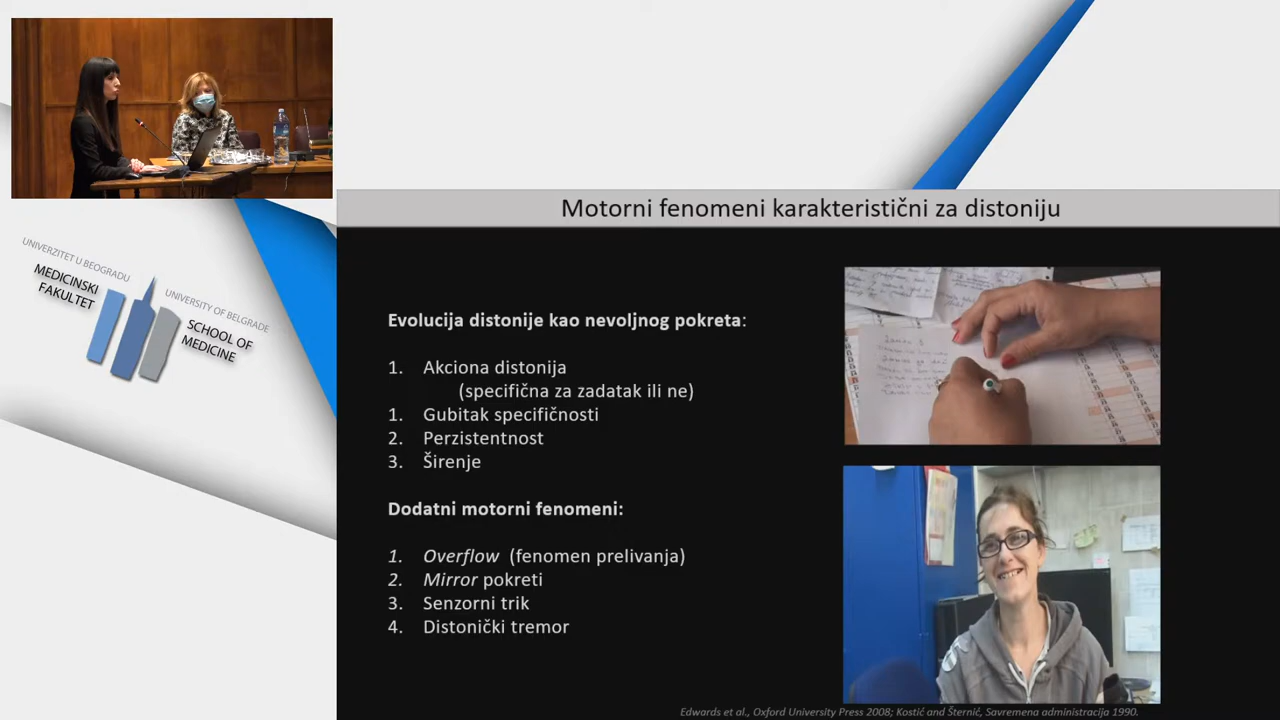 UNIVERZITET U BEOGRADU
MEDICINSKI
FAKULTET
UNIVERSITY OF BELGRADE
SCHOOL OF
MEDICINE
Motorni fenomeni karakteristični za distoniju
Evolucija distonije kao nevoljnog pokreta:
1. Akciona distonija
(specifična za zadatak ili ne)
1. Gubitak specifičnosti
2. Perzistentnost
3. Širenje
Dodatni motorni fenomeni:
1. Overflow (fenomen prelivanja)
2. Mirror pokreti
3. Senzorni trik
4. Distonički tremor
Edwards et al., Oxford University Press 2008; Kostić and Šternič, Savremena administracija 1990.